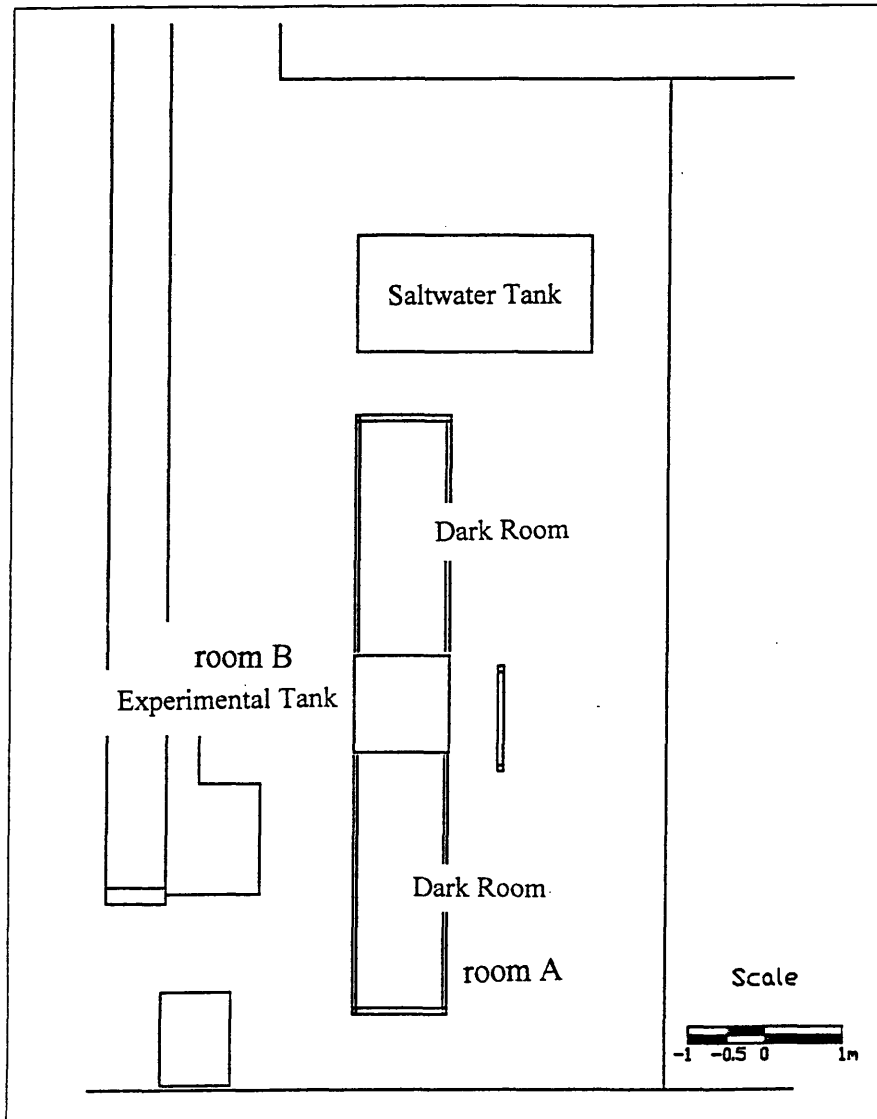 Saltwater Tank
Dark Room
room B
Experimental Tank
Dark Room
room A
Scale
-1 -0.5 0 1m